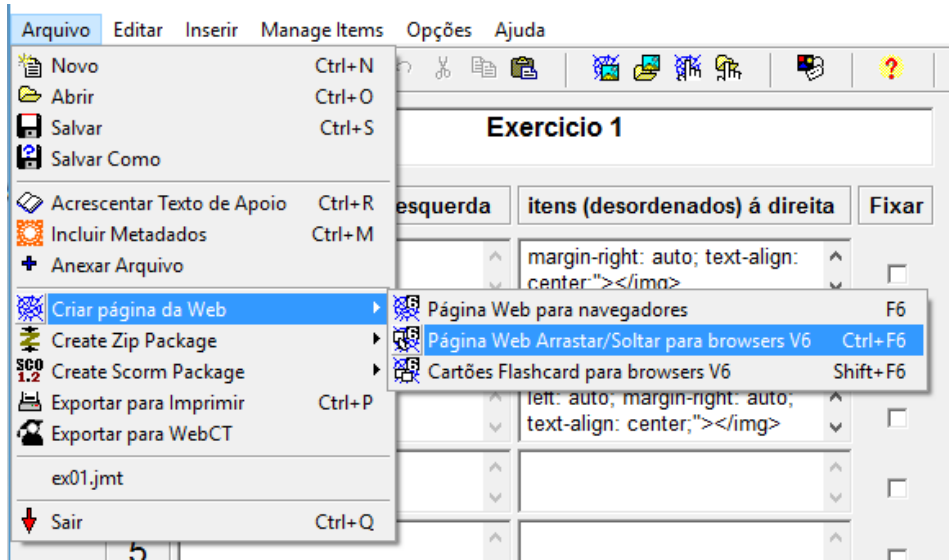 Arquivo Editar Inserir Manage Items Opções Ajuda
Novo Ctrl+N
Abrir Ctrl+O
Salvar Ctrl+S
Salvar Como
Acrescentar Texto de Apoio Ctrl+R
Incluir Metadados Ctrl+M
Anexar Arquivo
Criar página da Web
Create Zip Package
SCO 1.2 Create Scorm Package
Exportar para Imprimir Ctrl+P
Exportar para WebCT
ex01.jmt
Sair Ctrl+Q
Página Web para navegadores F6
Página Web Arrastar/Soltar para browsers V6 Ctrl+F6
Cartões Flashcard para browsers V6 Shift+F6
Exercicio 1
esquerda itens (desordenados) á direita Fixar
margin-right: auto; text-align:
center;"></img>
left: auto; margin-right: auto;
text-align: center;"></img>
5